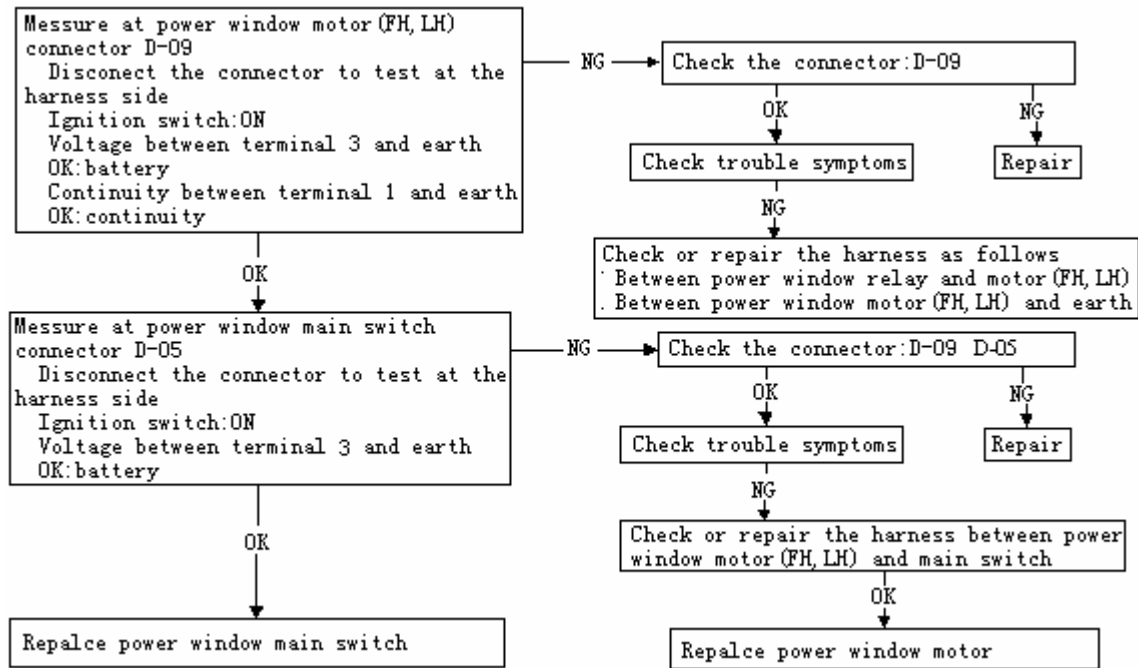 Messure at power window motor(FH, LH)
connector D-09
Disconect the connector to test at the
harness side
Ignition switch:ON
Voltage between terminal 3 and earth
OK:battery
Continuity between terminal 1 and earth
OK:continuity
NG
Check the connector:D-09
OK
NG
Check trouble symptoms
Repair
NG
Check or repair the harness as follows
Between power window relay and motor(FH, LH)
. Between power window motor(FH, LH) and earth
OK
Messure at power window main switch
connector D-05
Disconnect the connector to test at the
harness side
Ignition switch:ON
Voltage between terminal 3 and earth
OK:battery
NG
Check the connector:D-09 D-05
OK
NG
Check trouble symptoms
Repair
NG
Check or repair the harness between power
window motor(FH, LH) and main switch
OK
OK
Repalce power window main switch
Repalce power window motor